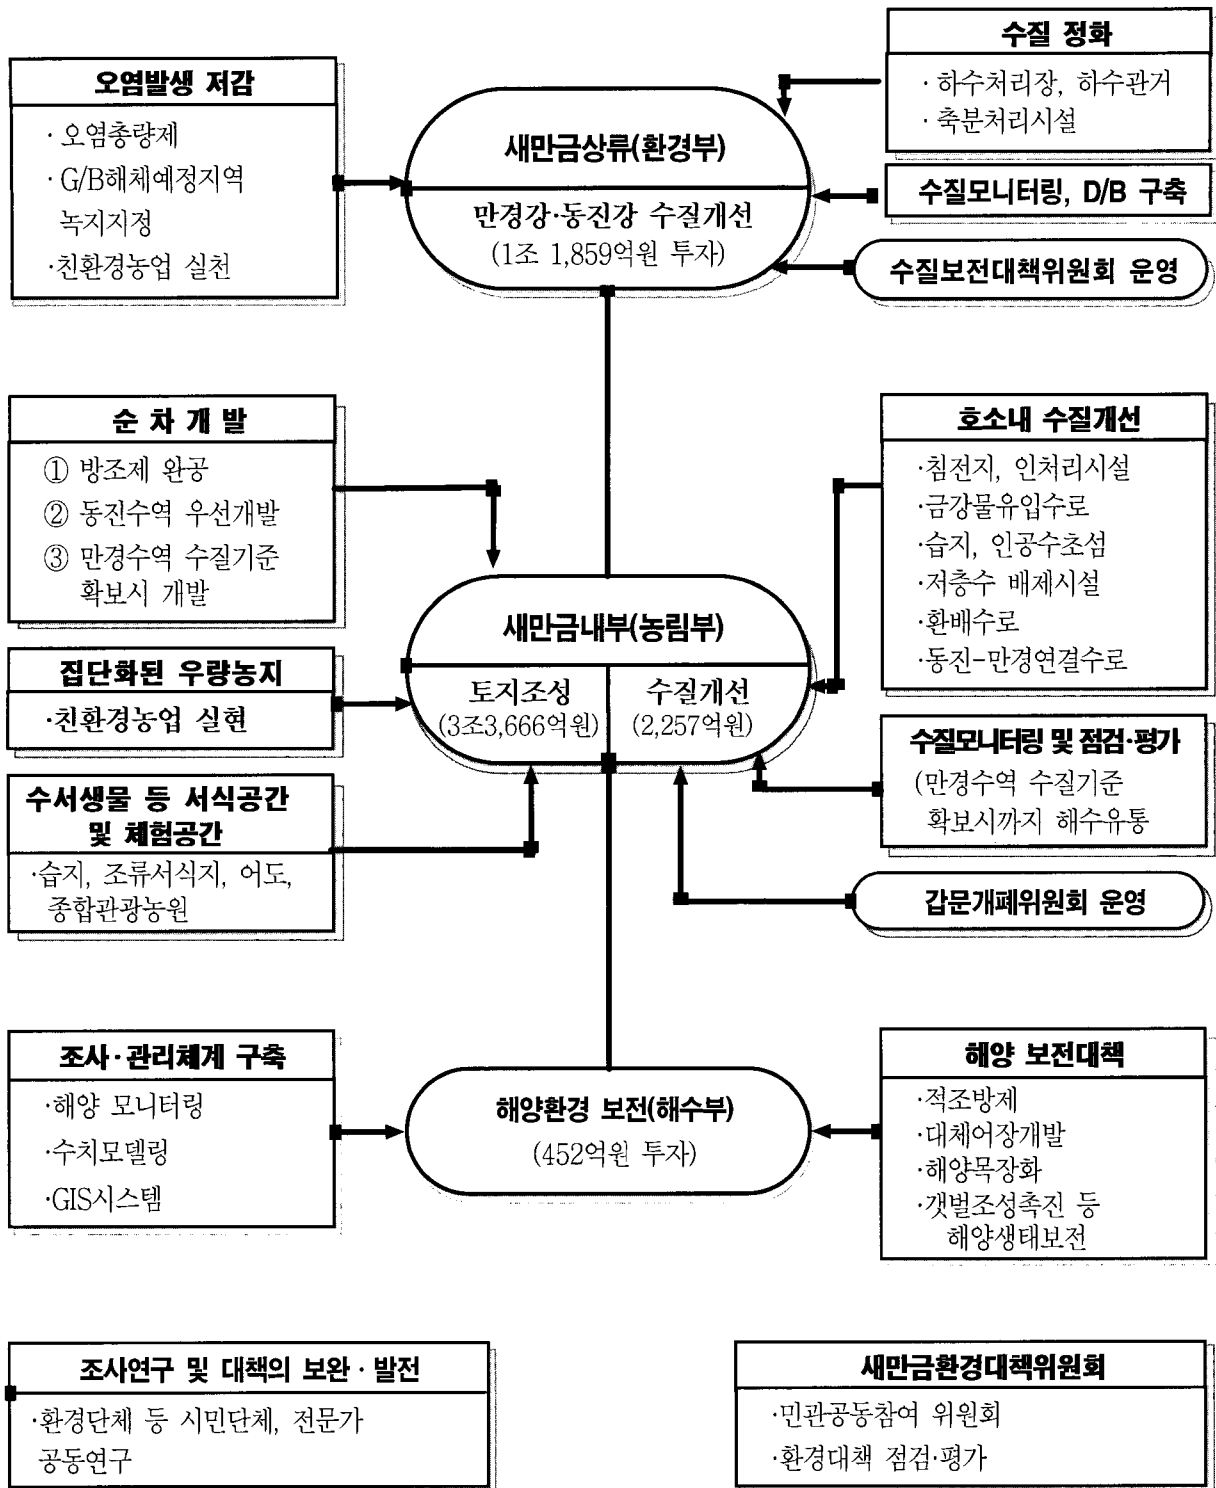 수질 정화
· 하수처리장, 하수관거
· 축분처리시설
오염발생 저감
· 오염총량제
· G/B해체예정지역
녹지지정
·친환경농업 실천
새만금상류(환경부)
만경강·동진강 수질개선
(1조 1,859억원 투자)
수질모니터링, D/B 구축
수질보전대책위원회 운영
순 차 개 발
① 방조제 완공
② 동진수역 우선개발
③ 만경수역 수질기준
확보시 개발
호소내 수질개선
·침전지, 인처리시설
·금강물유입수로
·습지, 인공수초섬
·저층수 배제시설
·환배수로
·동진-만경연결수로
새만금내부(농림부)
토지조성
(3조3,666억원)
수질개선
(2,257억원)
집단화된 우량농지
·친환경농업 실현
수질모니터링 및 점검·평가
(만경수역 수질기준
확보시까지 해수유통
수서생물 등 서식공간
및 체험공간
·습지, 조류서식지, 어도,
종합관광농원
갑문개폐위원회 운영
조사·관리체계 구축
·해양 모니터링
·수치모델링
·GIS시스템
해양환경 보전(해수부)
(452억원 투자)
해양 보전대책
·적조방제
·대체어장개발
·해양목장화
·갯벌조성촉진 등
해양생태보전
조사연구 및 대책의 보완·발전
·환경단체 등 시민단체, 전문가
공동연구
새만금환경대책위원회
·민관공동참여 위원회
·환경대책 점검·평가